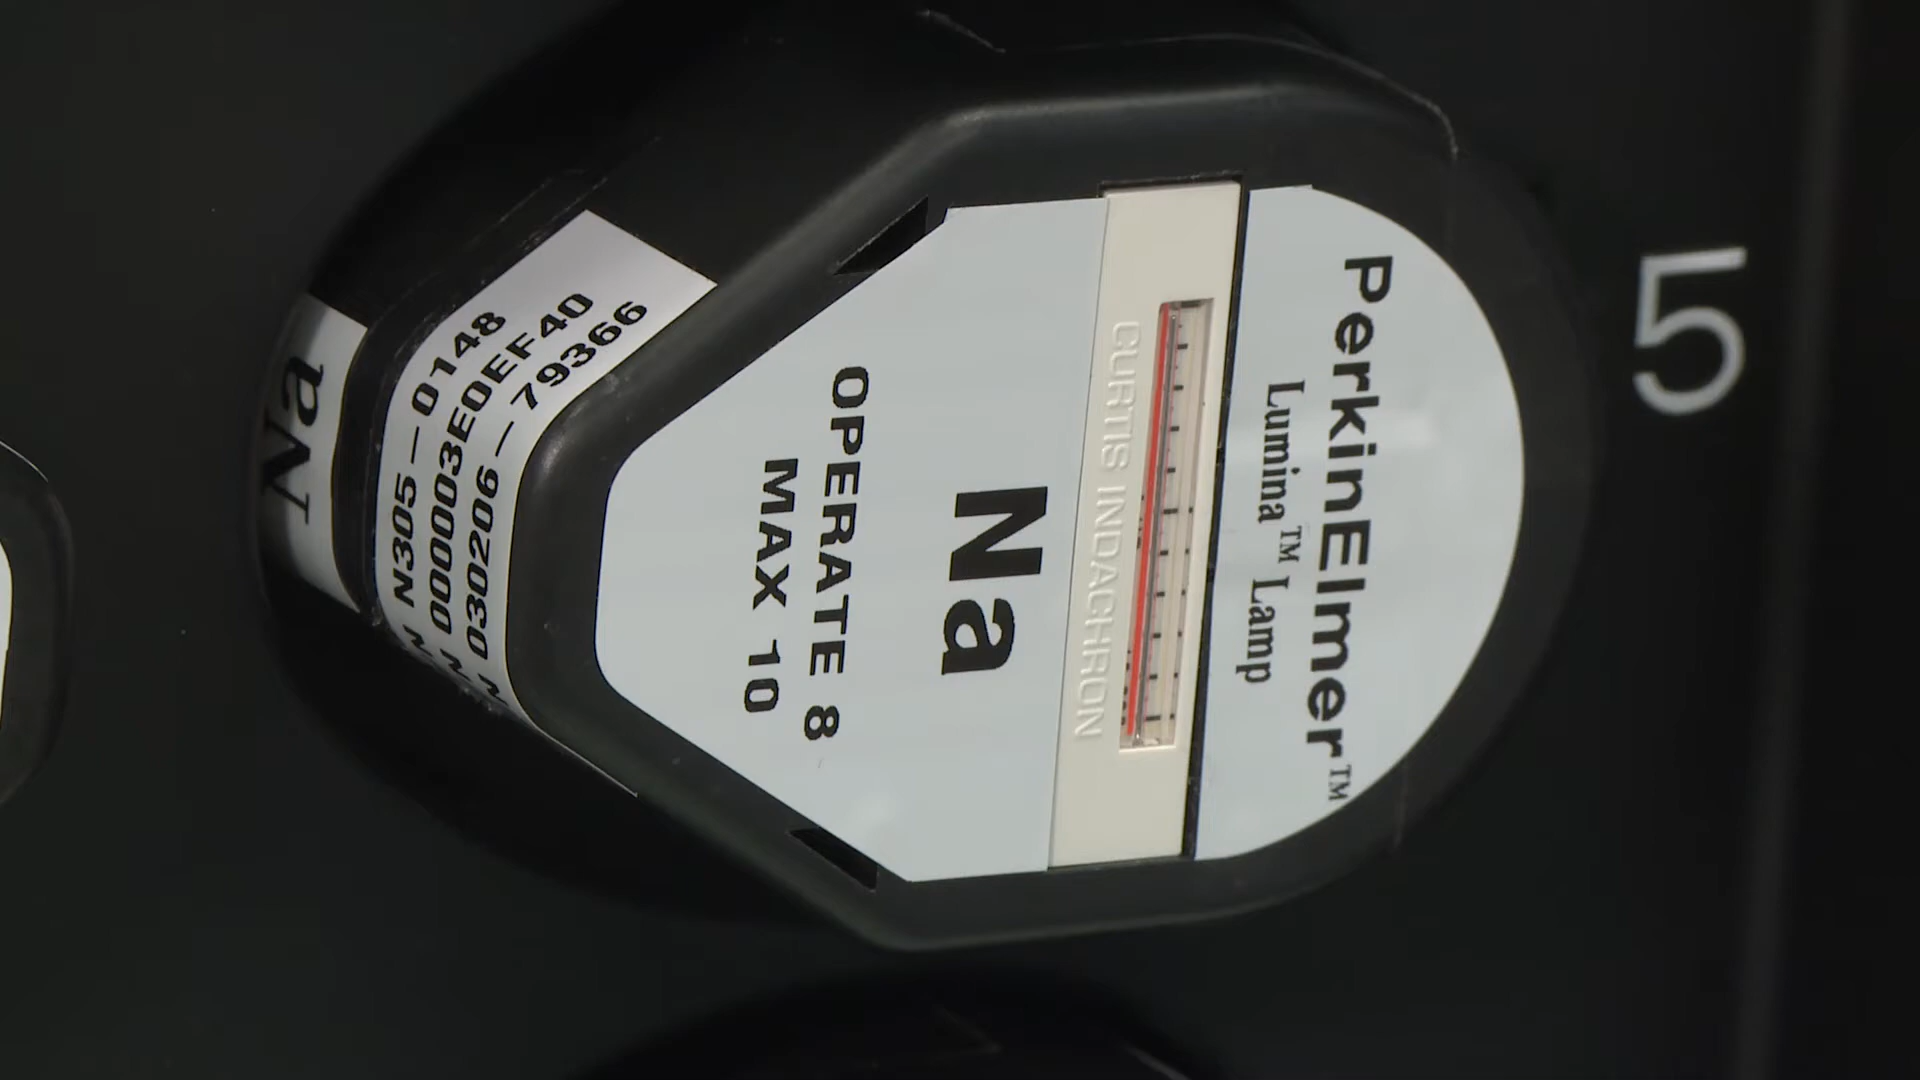 PerkinElmer™
Lumina™ Lamp
CURTIS INDACHRON
Na
OPERATE 8
MAX 10
N305-0148
000003E0EF40
030206-79366
Na
5